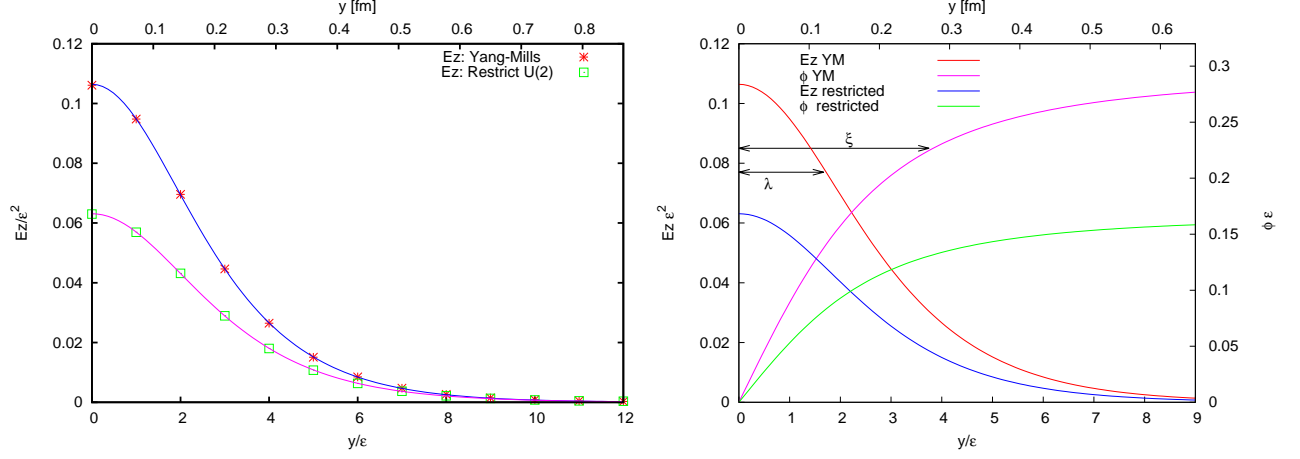 y [fm]
0 0.1 0.2 0.3 0.4 0.5 0.6 0.7 0.8
0.12
0.1
0.08
0.06
0.04
0.02
0
Ez/ε²
Ez: Yang-Mills
Ez: Restrict U(2)
0 2 4 6 8 10 12
y/ε
y [fm]
0 0.1 0.2 0.3 0.4 0.5 0.6
0.12
0.1
0.08
0.06
0.04
0.02
0
Ez ε²
Ez YM
ϕ YM
Ez restricted
ϕ restricted
ξ
λ
0.3
0.25
0.2
0.15
0.1
0.05
0
ϕ ε
0 1 2 3 4 5 6 7 8 9
y/ε